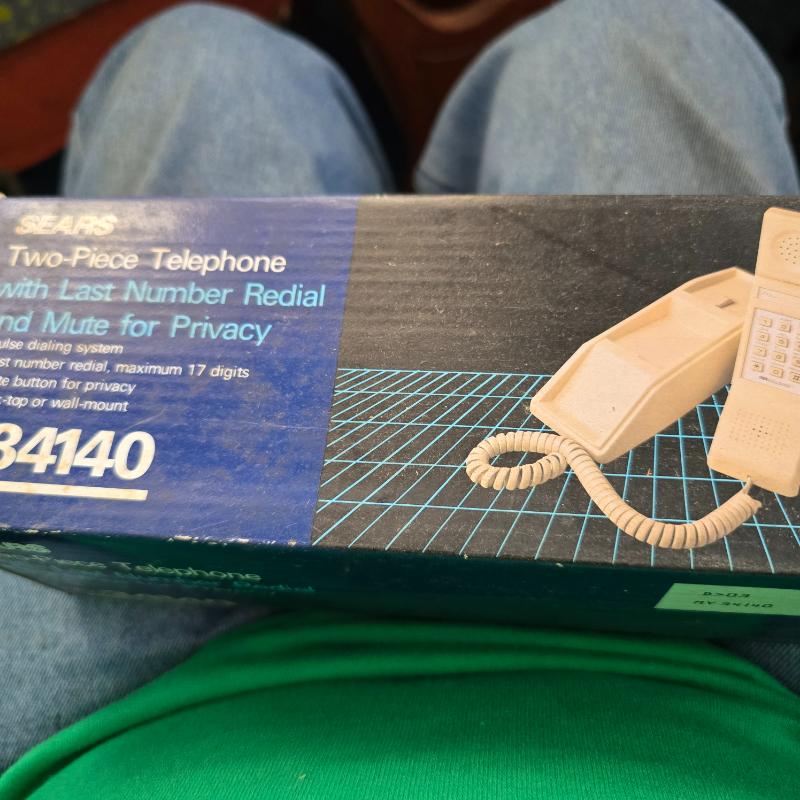 SEARS
Two-Piece Telephone
with Last Number Redial
nd Mute for Privacy
ulse dialing system
st number redial, maximum 17 digits
te button for privacy
-top or wall-mount
34140
Telephone